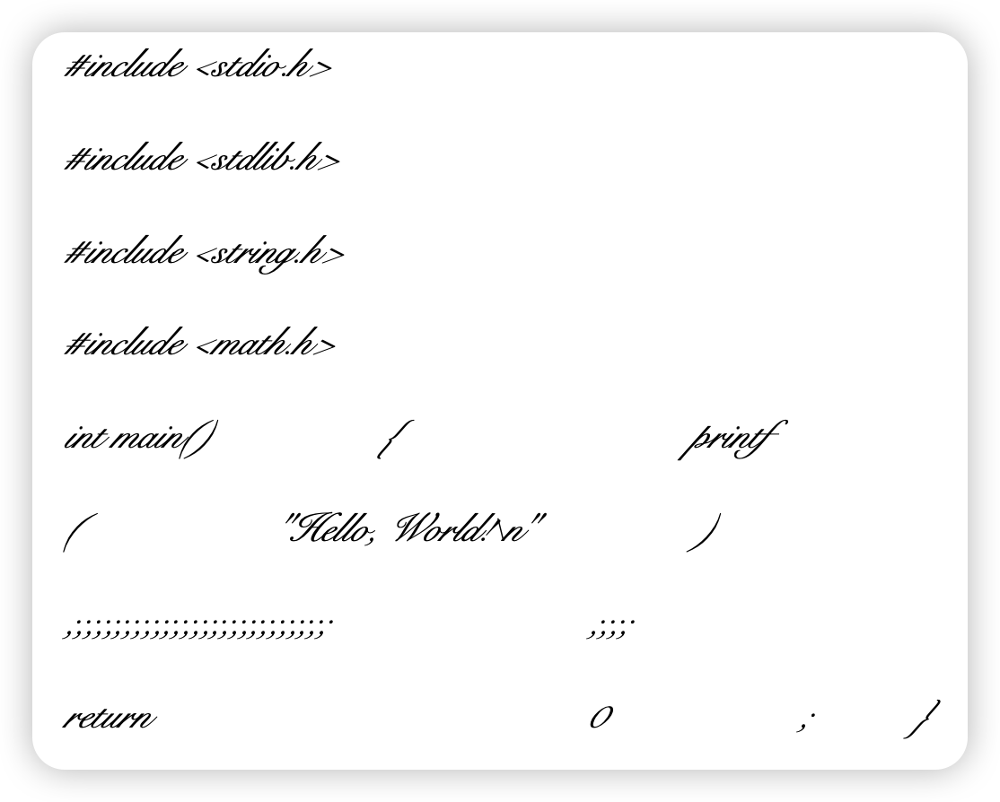 #include <stdio.h>
#include <stdlib.h>
#include <string.h>
#include <math.h>
int main() { printf
( "Hello, World!\n" )
;;;;;;;;;;;;;;;;;;;;;;;;;;; ;;;;
return 0 ; }